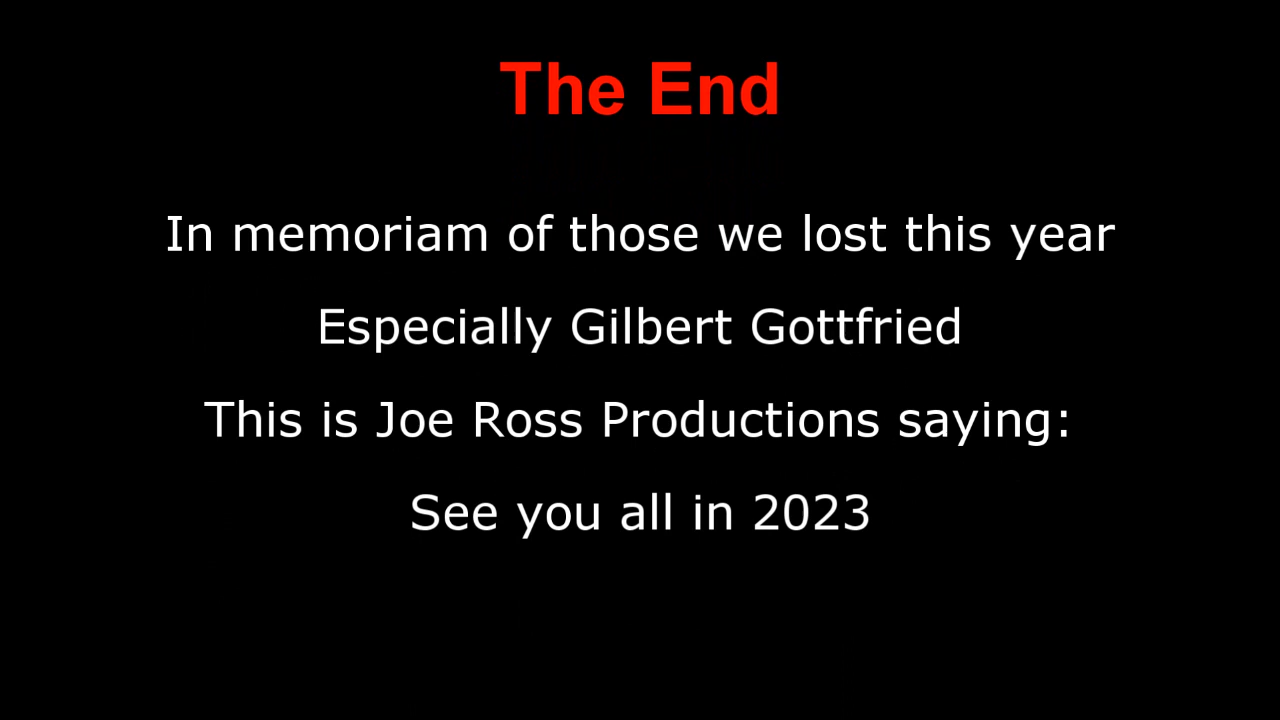 The End
In memoriam of those we lost this year
Especially Gilbert Gottfried
This is Joe Ross Productions saying:
See you all in 2023